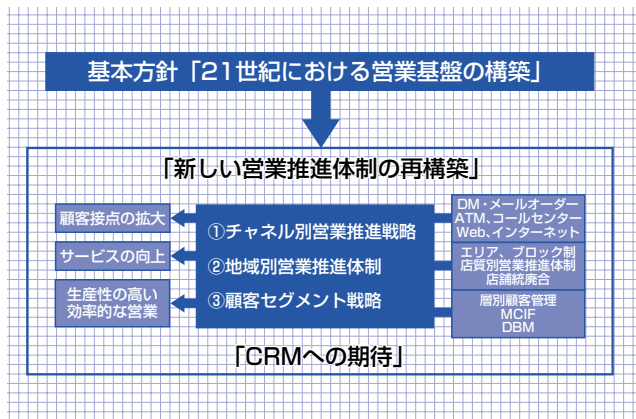 基本方針「21世紀における営業基盤の構築」
「新しい営業推進体制の再構築」
顧客接点の拡大
サービスの向上
生産性の高い
効率的な営業
①チャネル別営業推進戦略
②地域別営業推進体制
③顧客セグメント戦略
DM・メールオーダー
ATM、コールセンター
Web、インターネット
エリア、ブロック制
店質別営業推進体制
店舗統廃合
層別顧客管理
MCIF
DBM
「CRMへの期待」